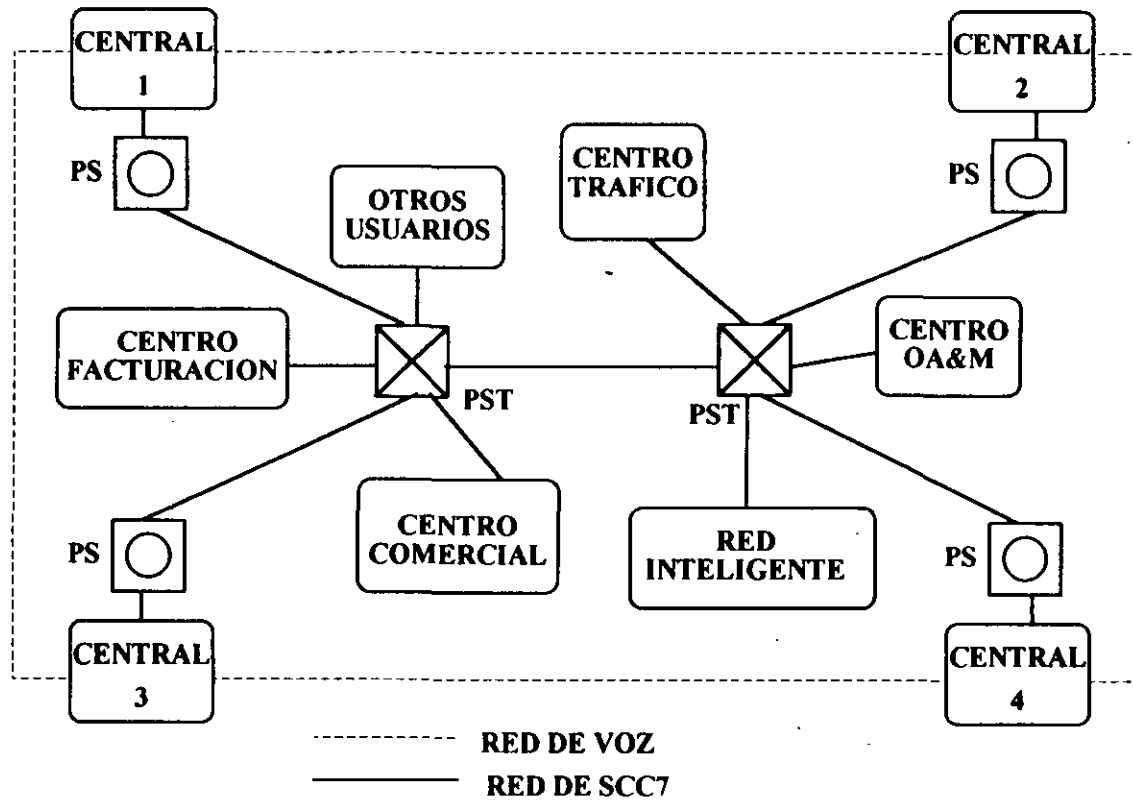 CENTRAL
1
CENTRAL
2
PS
PS
CENTRO
TRAFICO
OTROS
USUARIOS
CENTRO
FACTURACION
CENTRO
OA&M
PST
PST
CENTRO
COMERCIAL
RED
INTELIGENTE
PS
PS
CENTRAL
3
CENTRAL
4
RED DE VOZ
RED DE SCC7